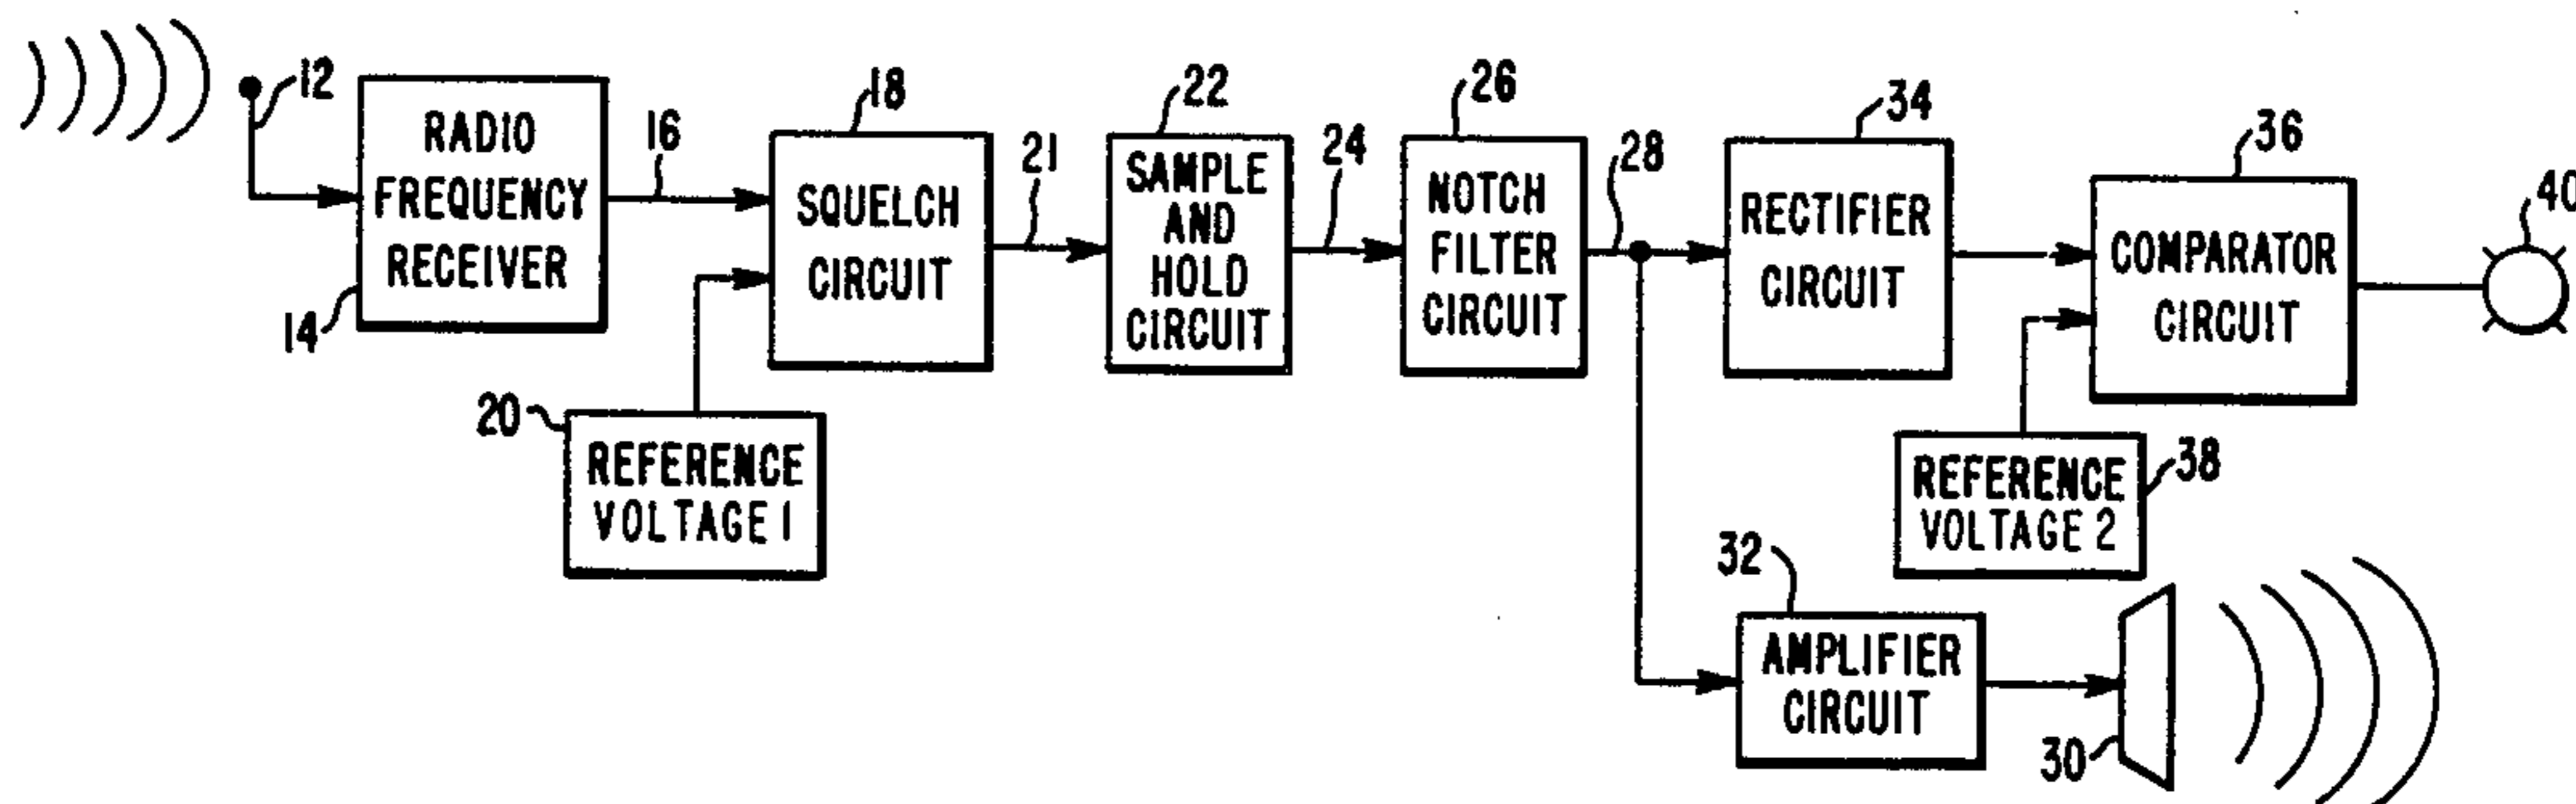 12
RADIO
FREQUENCY
RECEIVER
14
16
18
SQUELCH
CIRCUIT
20
REFERENCE
VOLTAGE 1
21
22
SAMPLE
AND
HOLD
CIRCUIT
24
26
NOTCH
FILTER
CIRCUIT
28
34
RECTIFIER
CIRCUIT
36
COMPARATOR
CIRCUIT
40
REFERENCE
VOLTAGE 2
38
32
AMPLIFIER
CIRCUIT
30